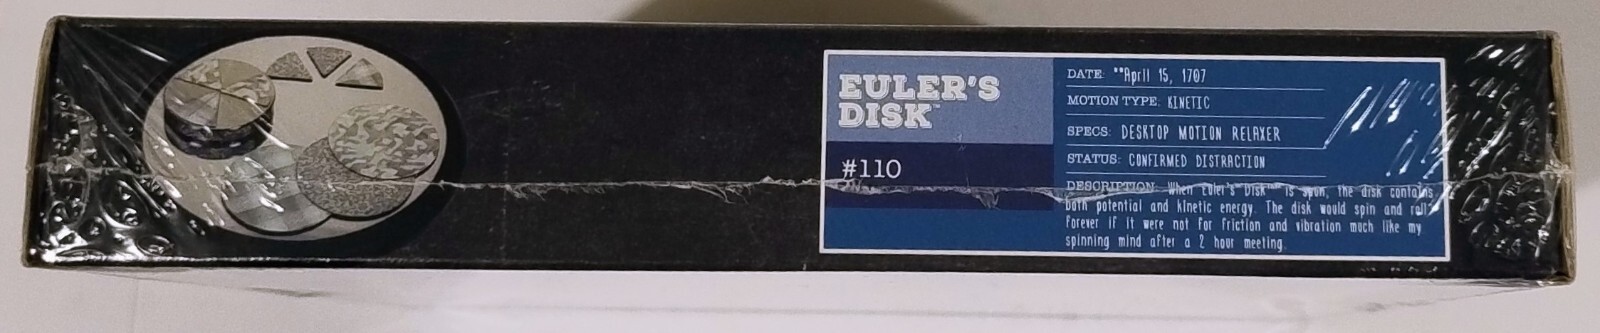 EULER'S
DISK™
#110
DATE: **April 15, 1707
MOTION TYPE: KINETIC
SPECS: DESKTOP MOTION RELAXER
STATUS: CONFIRMED DISTRACTION
DESCRIPTION: When Euler's Disk™ is spun, the disk contains
both potential and kinetic energy. The disk would spin and roll
forever if it were not for friction and vibration much like my
spinning mind after a 2 hour meeting.